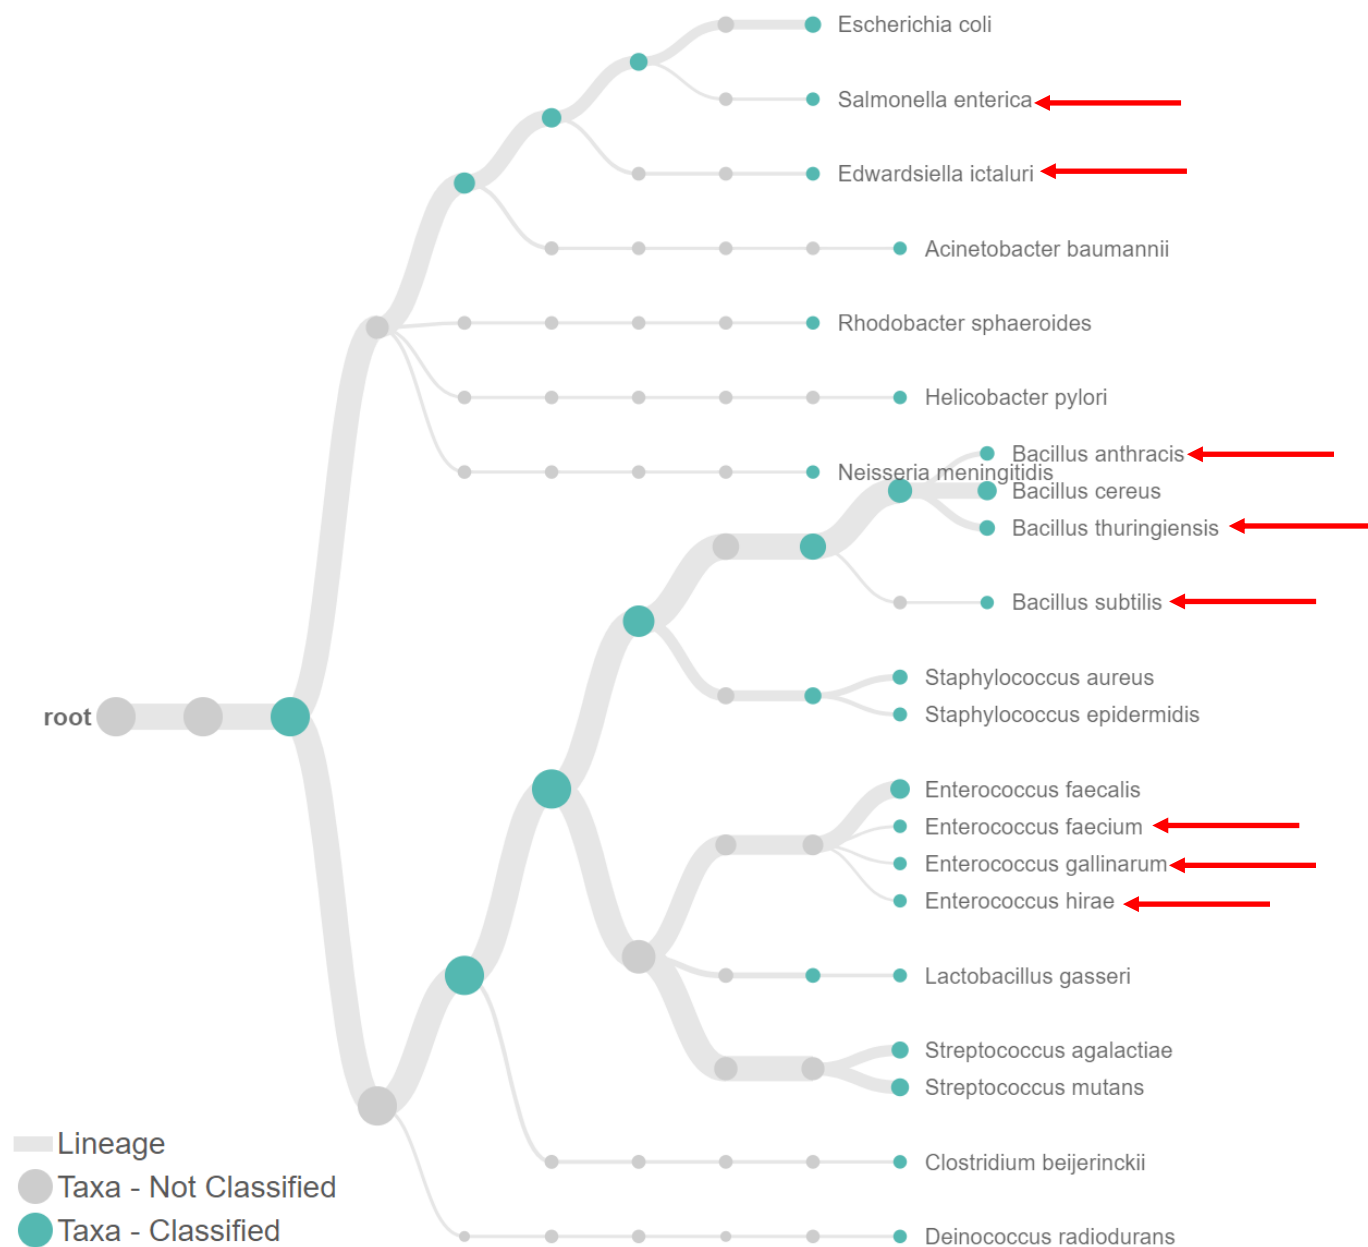 Escherichia coli
Salmonella enterica
Edwardsiella ictaluri
Acinetobacter baumannii
Rhodobacter sphaeroides
Helicobacter pylori
Bacillus anthracis
Neisseria meningitidis
Bacillus cereus
Bacillus thuringiensis
Bacillus subtilis
Staphylococcus aureus
root
Staphylococcus epidermidis
Enterococcus faecalis
Enterococcus faecium
Enterococcus gallinarum
Enterococcus hirae
Lactobacillus gasseri
Streptococcus agalactiae
Streptococcus mutans
Clostridium beijerinckii
Deinococcus radiodurans
Lineage
Taxa - Not Classified
Taxa - Classified